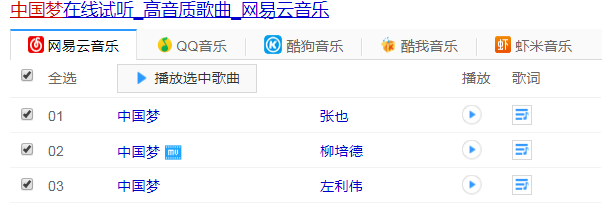 中国梦在线试听_高音质歌曲_网易云音乐
网易云音乐 QQ音乐 酷狗音乐 酷我音乐 虾米音乐
全选 播放选中歌曲 播放 歌词
01 中国梦 张也
02 中国梦 mv 柳培德
03 中国梦 左利伟